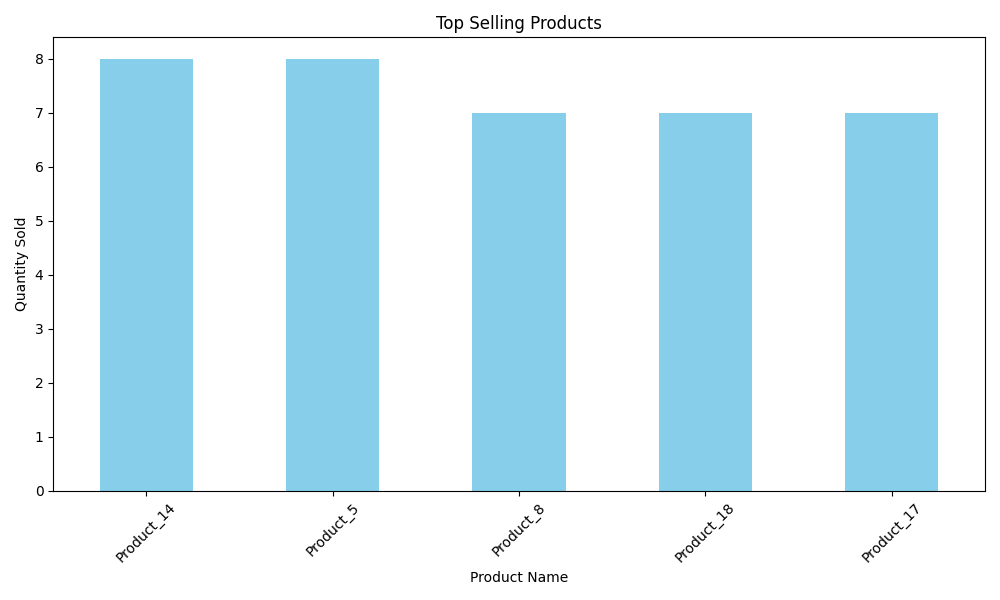 Top Selling Products
Quantity Sold
8
7
6
5
4
3
2
1
0
Product_14
Product_5
Product_8
Product_18
Product_17
Product Name